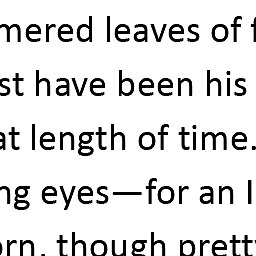 mered leaves of f
st have been his
at length of time.
ng eyes—for an I
orn, though pretty